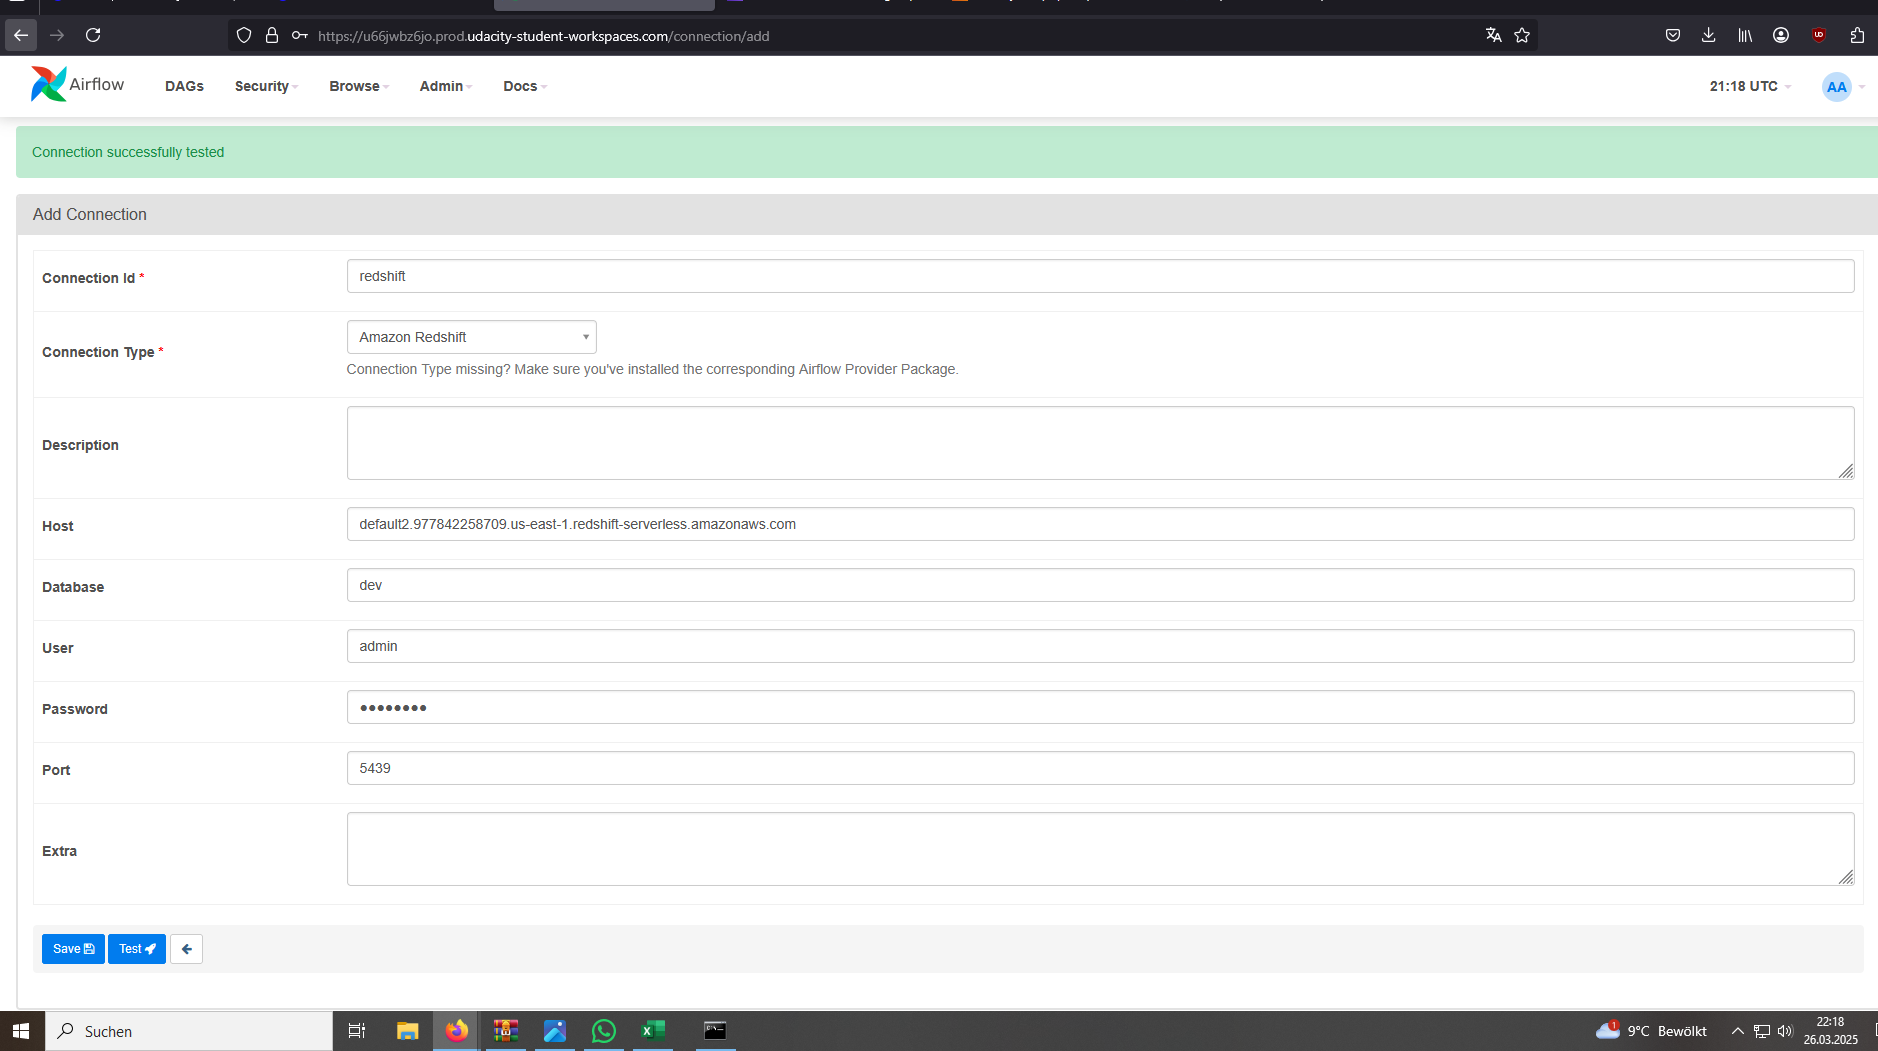 https://u66jwbz6jo.prod.udacity-student-workspaces.com/connection/add
Airflow DAGs Security Browse Admin Docs 21:18 UTC AA
Connection successfully tested
Add Connection
Connection Id * redshift
Connection Type * Amazon Redshift
Connection Type missing? Make sure you've installed the corresponding Airflow Provider Package.
Description
Host default2.977842258709.us-east-1.redshift-serverless.amazonaws.com
Database dev
User admin
Password ••••••••
Port 5439
Extra
Save Test
Suchen 1 9°C Bewölkt 22:18
26.03.2025